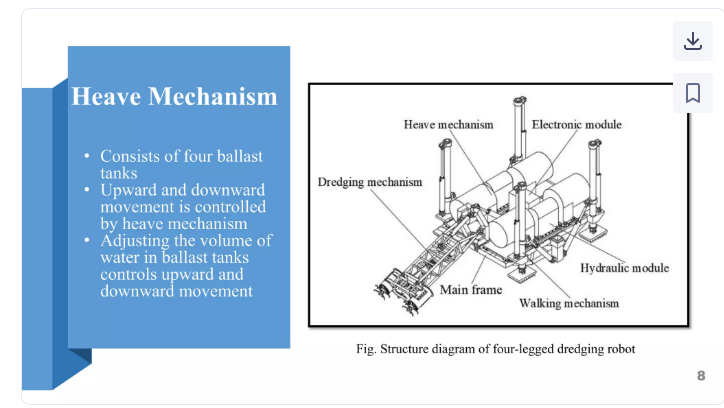 Heave Mechanism
• Consists of four ballast
tanks
• Upward and downward
movement is controlled
by heave mechanism
• Adjusting the volume of
water in ballast tanks
controls upward and
downward movement
Heave mechanism
Electronic module
Dredging mechanism
Hydraulic module
Main frame
Walking mechanism
Fig. Structure diagram of four-legged dredging robot
8